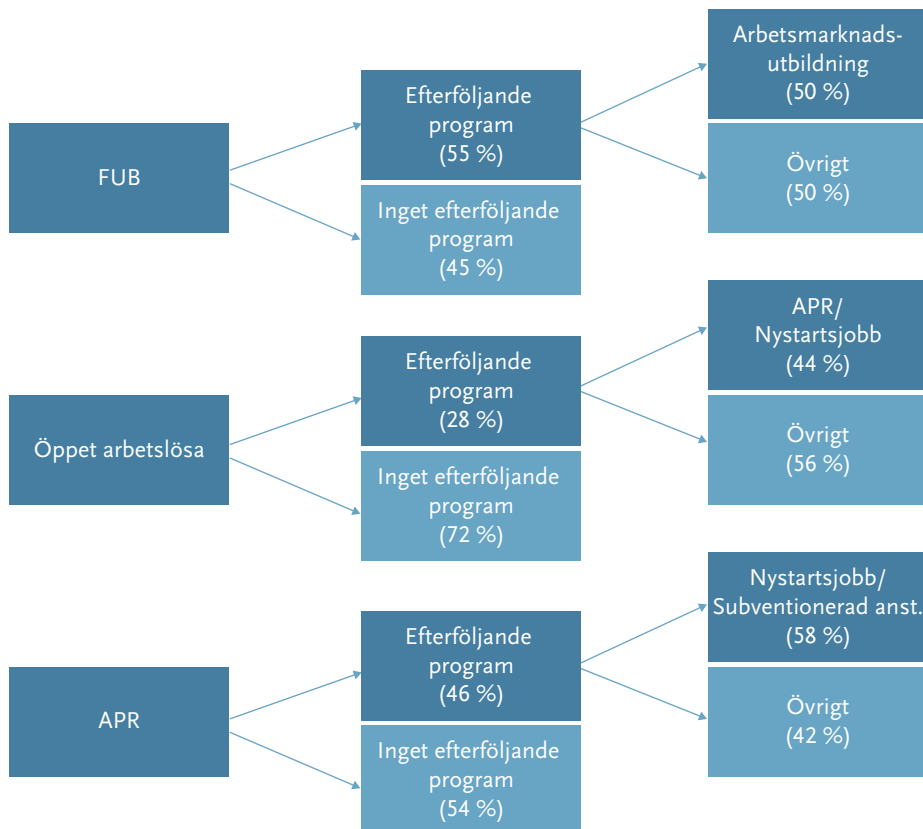 FUB
Efterföljande
program
(55 %)
Inget efterföljande
program
(45 %)
Arbetsmarknads-
utbildning
(50 %)
Övrigt
(50 %)
Öppet arbetslösa
Efterföljande
program
(28 %)
Inget efterföljande
program
(72 %)
APR/
Nystartsjobb
(44 %)
Övrigt
(56 %)
APR
Efterföljande
program
(46 %)
Inget efterföljande
program
(54 %)
Nystartsjobb/
Subventionerad anst.
(58 %)
Övrigt
(42 %)